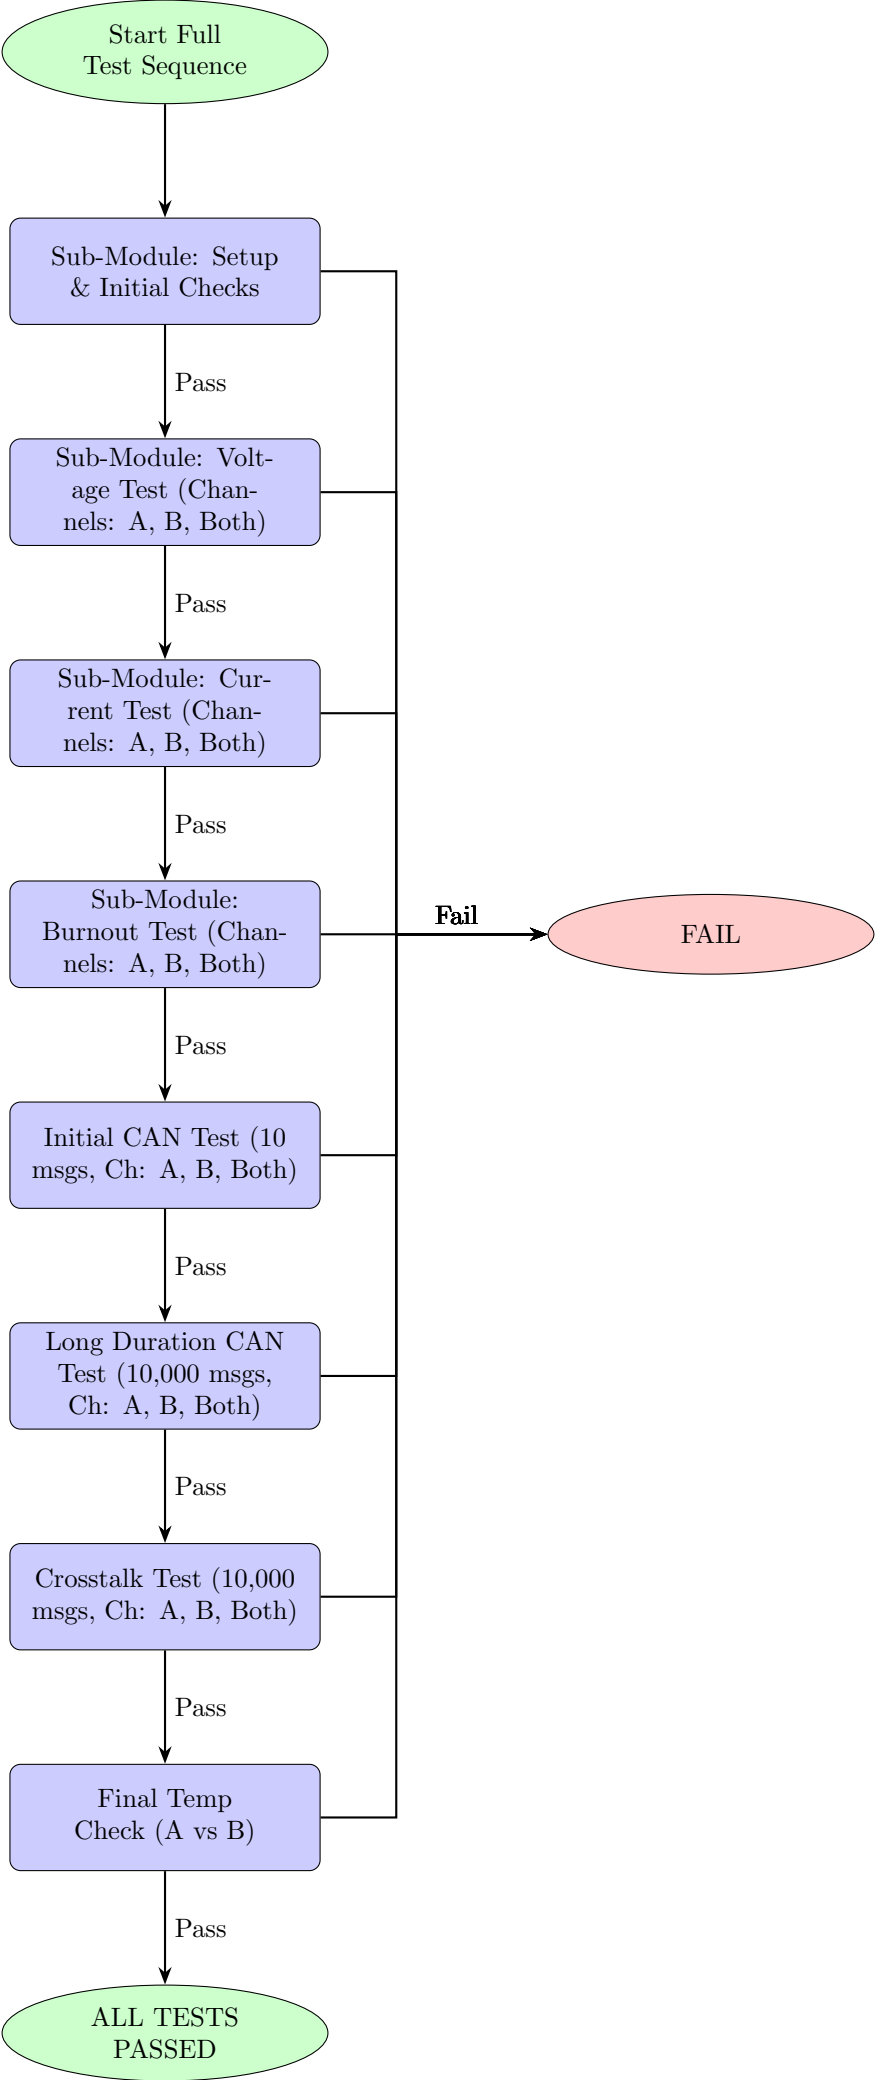 Start Full
Test Sequence
Sub-Module: Setup
& Initial Checks
Pass
Sub-Module: Volt-
age Test (Chan-
nels: A, B, Both)
Pass
Sub-Module: Cur-
rent Test (Chan-
nels: A, B, Both)
Pass
Sub-Module:
Burnout Test (Chan-
nels: A, B, Both)
Fail
FAIL
Pass
Initial CAN Test (10
msgs, Ch: A, B, Both)
Pass
Long Duration CAN
Test (10,000 msgs,
Ch: A, B, Both)
Pass
Crosstalk Test (10,000
msgs, Ch: A, B, Both)
Pass
Final Temp
Check (A vs B)
Pass
ALL TESTS
PASSED